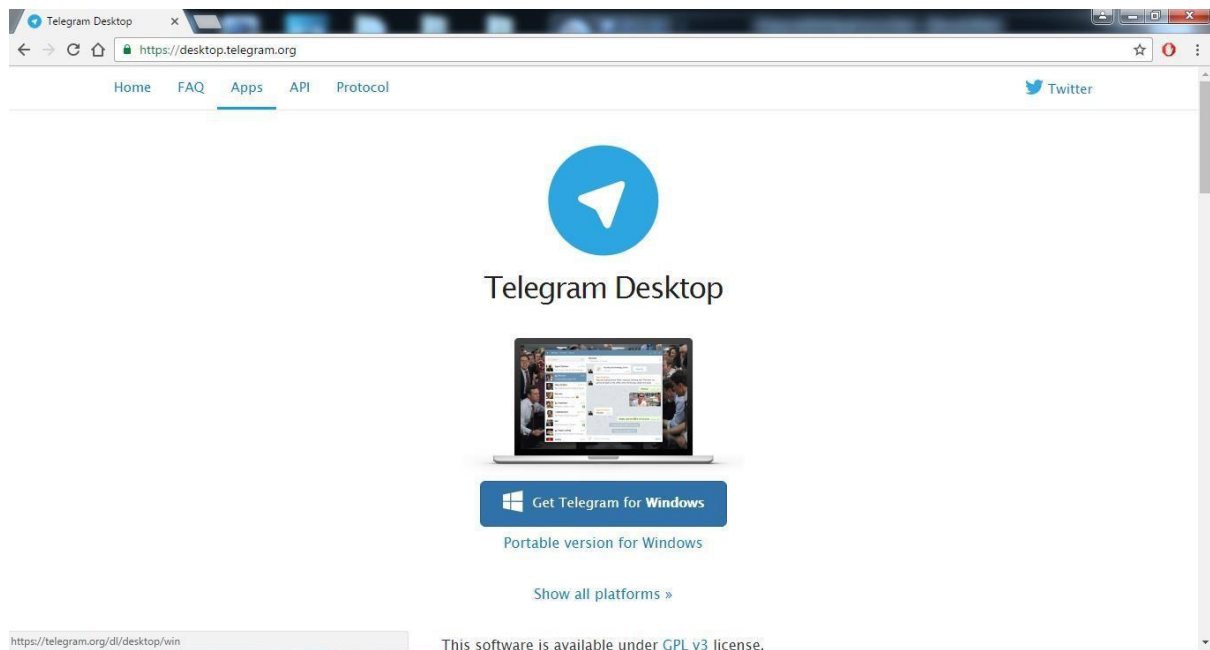 Telegram Desktop
https://desktop.telegram.org
Home FAQ Apps API Protocol Twitter
Telegram Desktop
Get Telegram for Windows
Portable version for Windows
Show all platforms »
https://telegram.org/dl/desktop/win
This software is available under GPL v3 license.